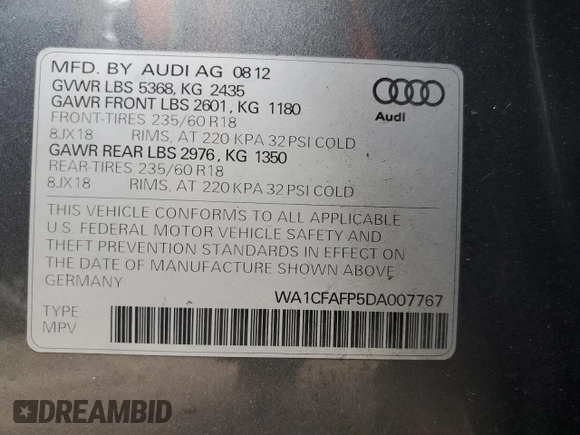 MFD. BY AUDI AG 08 12
GVWR LBS 5368, KG 2435
GAWR FRONT LBS 2601, KG 1180
FRONT-TIRES 235/60 R18
8JX18 RIMS, AT 220 KPA 32 PSI COLD
GAWR REAR LBS 2976, KG 1350
REAR-TIRES 235/60 R18
8JX18 RIMS, AT 220 KPA 32 PSI COLD
Audi
THIS VEHICLE CONFORMS TO ALL APPLICABLE
U.S. FEDERAL MOTOR VEHICLE SAFETY AND
THEFT PREVENTION STANDARDS IN EFFECT ON
THE DATE OF MANUFACTURE SHOWN ABOVE
GERMANY
WA1CFAFP5DA007767
TYPE:
MPV
DREAMBID